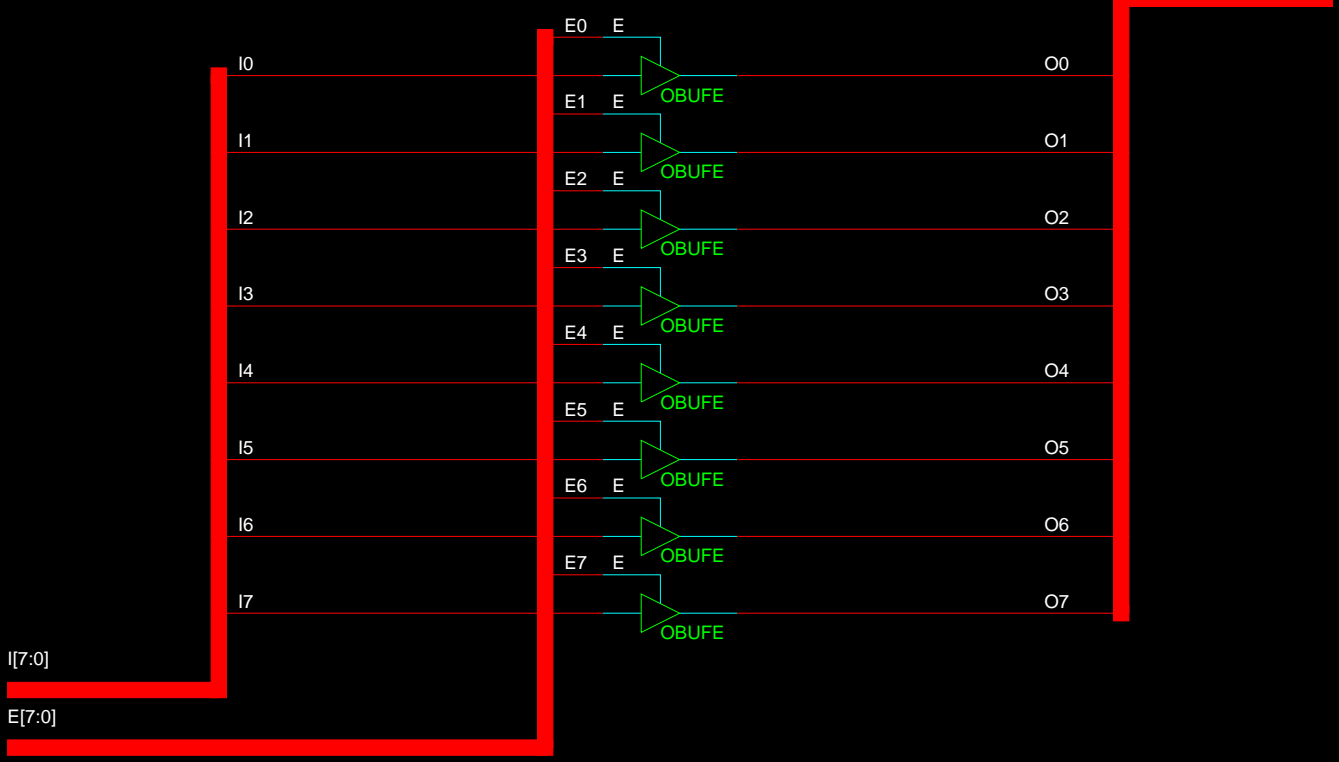 E0 E
I0 O0
OBUFE
E1 E
I1 O1
OBUFE
E2 E
I2 O2
OBUFE
E3 E
I3 O3
OBUFE
E4 E
I4 O4
OBUFE
E5 E
I5 O5
OBUFE
E6 E
I6 O6
OBUFE
E7 E
I7 O7
OBUFE
I[7:0]
E[7:0]